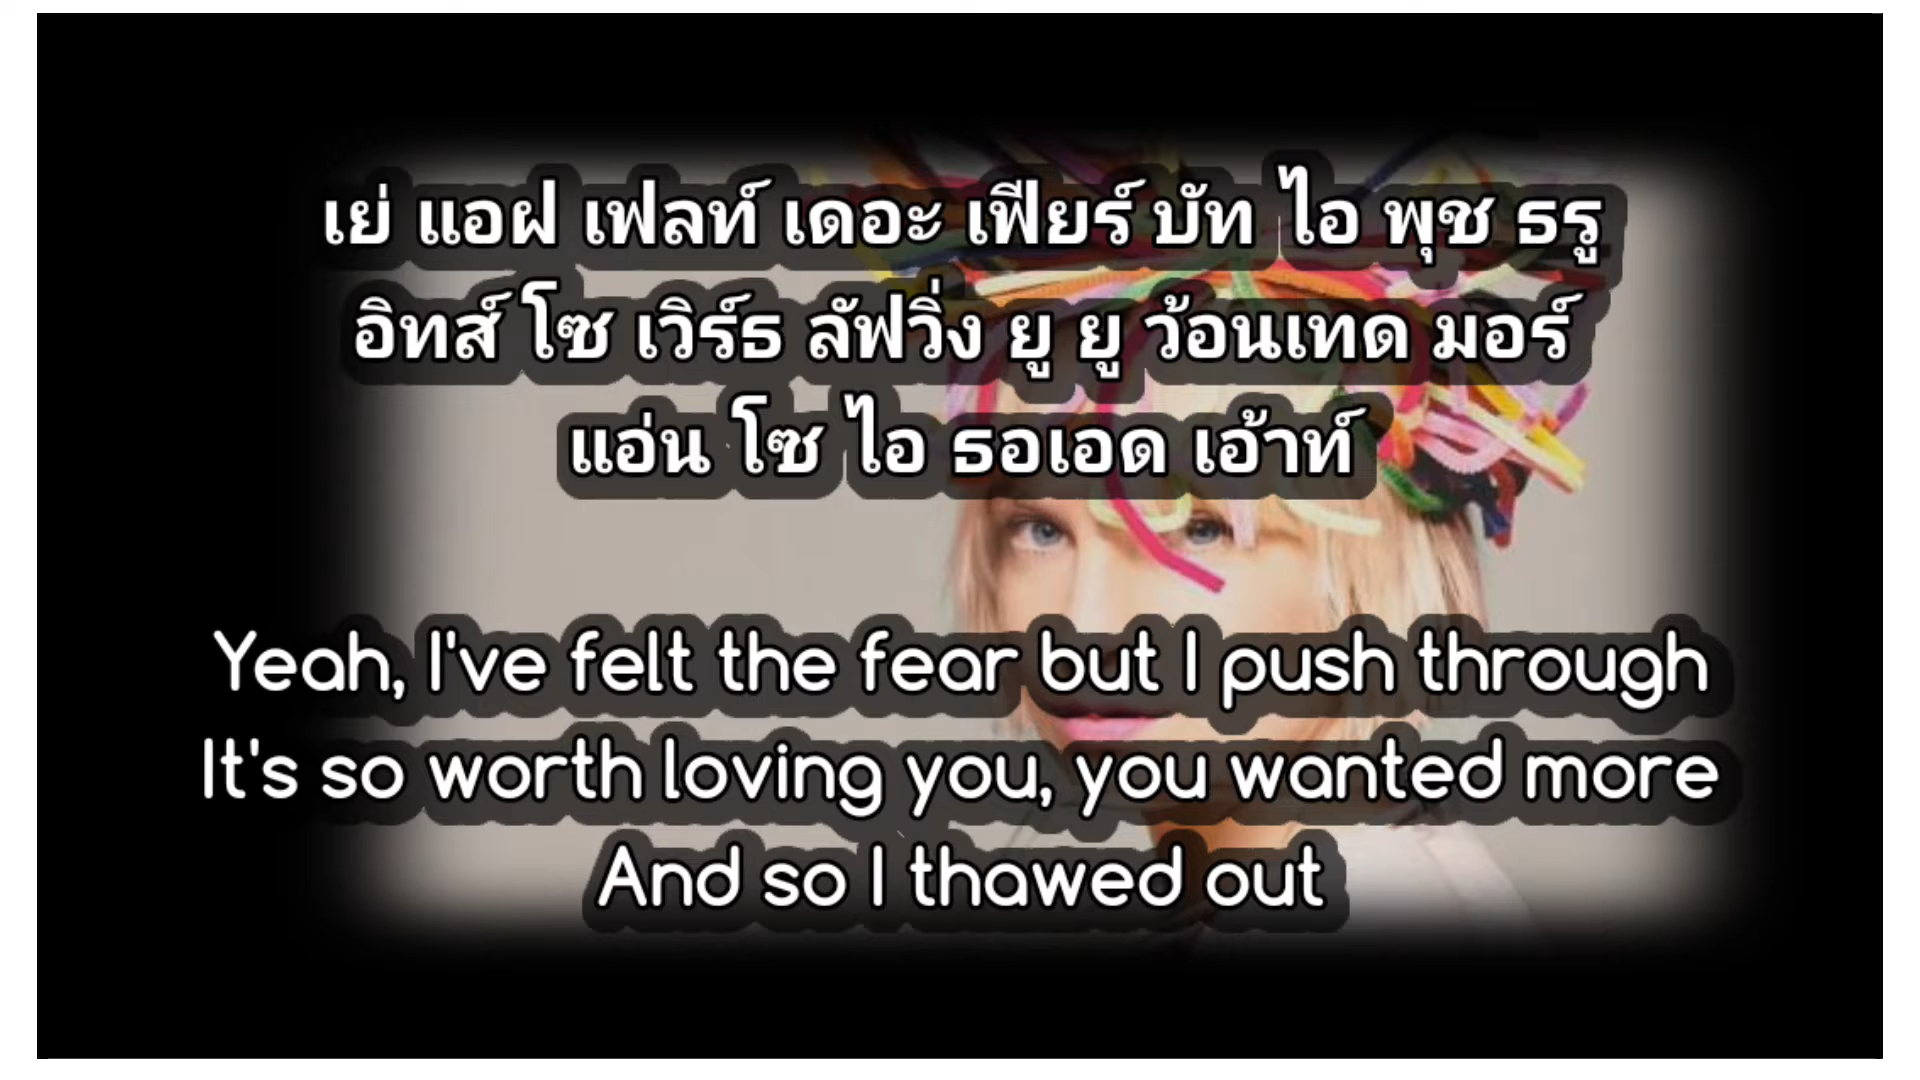 เย่ แอฝ เฟลท์ เดอะ เฟียร์ บัท ไอ พุช ธรู
อิทส์ โซ เวิร์ธ ลัฟวิ่ง ยู ยู ว้อนเทด มอร์
แอ่น โซ ไอ ธอเอด เอ้าท์
Yeah, I've felt the fear but I push through
It's so worth loving you, you wanted more
And so I thawed out